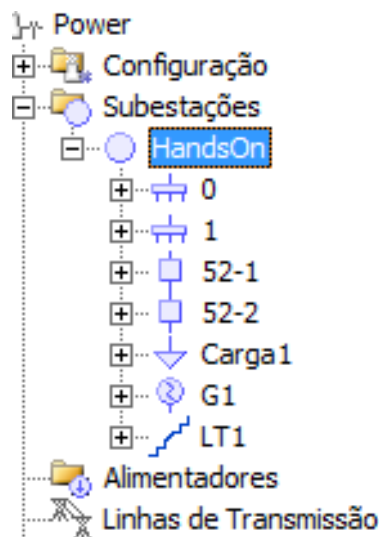 Power
Configuração
Subestações
HandsOn
0
1
52-1
52-2
Carga1
G1
LT1
Alimentadores
Linhas de Transmissão